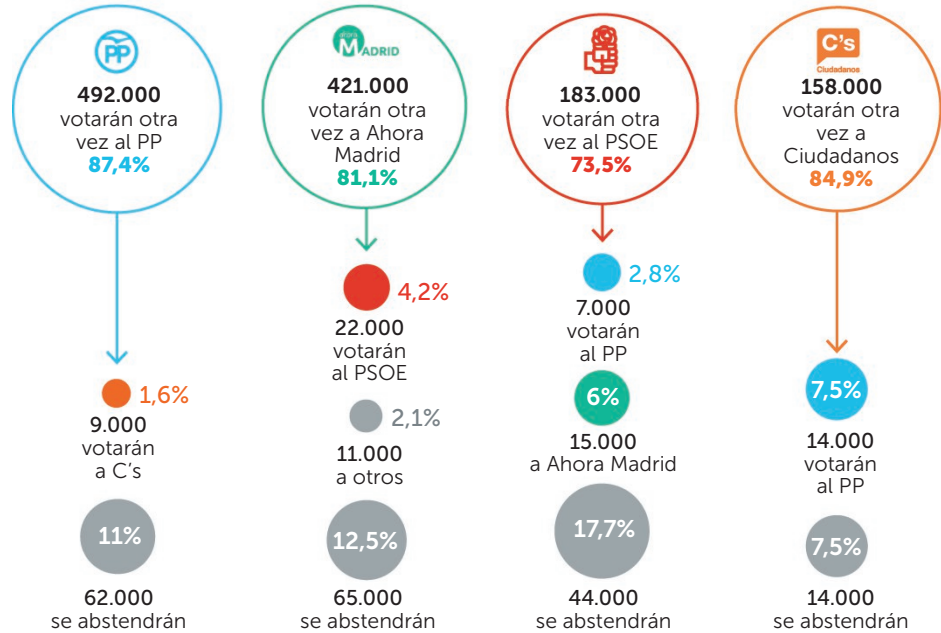 PP
492.000
votarán otra
vez al PP
87,4%
1,6%
9.000
votarán
a C's
11%
62.000
se abstendrán
ahora
MADRID
421.000
votarán otra
vez a Ahora
Madrid
81,1%
4,2%
22.000
votarán
al PSOE
2,1%
11.000
a otros
12,5%
65.000
se abstendrán
183.000
votarán otra
vez al PSOE
73,5%
2,8%
7.000
votarán
al PP
6%
15.000
a Ahora Madrid
17,7%
44.000
se abstendrán
C's
Ciudadanos
158.000
votarán otra
vez a
Ciudadanos
84,9%
7,5%
14.000
votarán
al PP
7,5%
14.000
se abstendrán